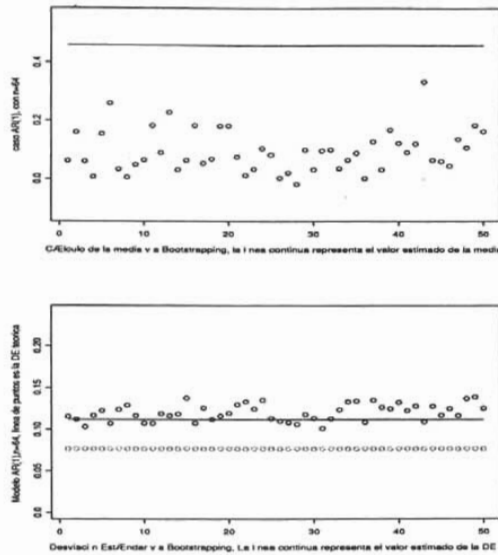 caso AR(1), con n=64
0.4
0.2
0.0
0 10 20 30 40 50
C/Elculo de la media v a Bootstrapping, la l nea continua representa el valor estimado de la medi
Modelo AR(1),n=64, linea de puntos es la DE teorica
0.20
0.15
0.10
0.05
0.0
0 10 20 30 40 50
Desviaci n Est/Endar v a Bootstrapping, La l nea continua representa el valor estimado de la DE